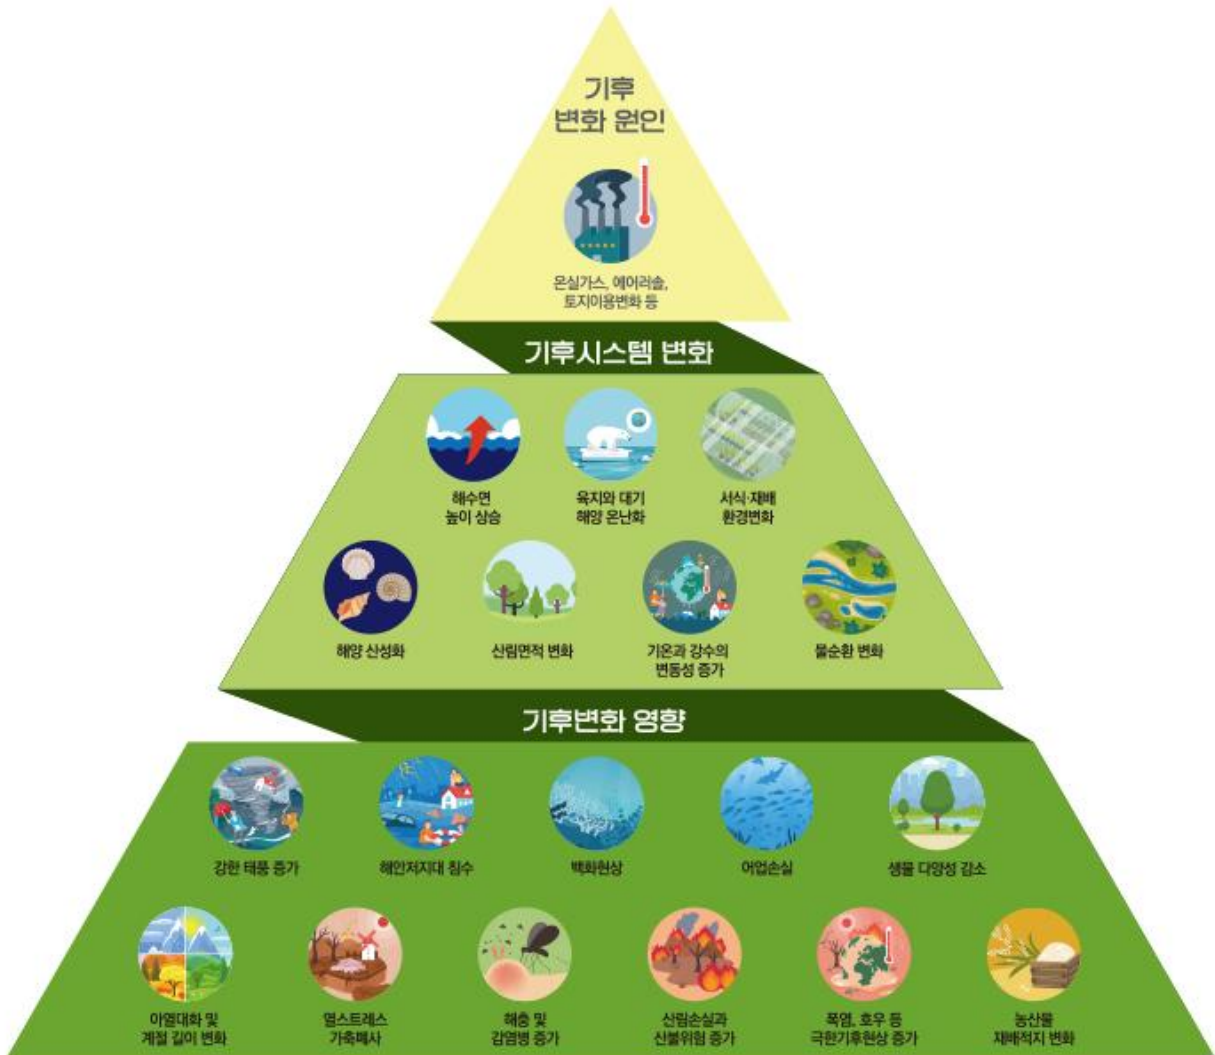 기후
변화 원인
온실가스, 에어러솔,
토지이용변화 등
기후시스템 변화
해수면
높이 상승
육지와 대기
해양 온난화
서식·재배
환경변화
해양 산성화
산림면적 변화
기온과 강수의
변동성 증가
물순환 변화
기후변화 영향
강한 태풍 증가
해안저지대 침수
백화현상
어업손실
생물 다양성 감소
아열대화 및
계절 길이 변화
열스트레스
가축폐사
해충 및
감염병 증가
산림손실과
산불위험 증가
폭염, 호우 등
극한기후현상 증가
농산물
재배적지 변화